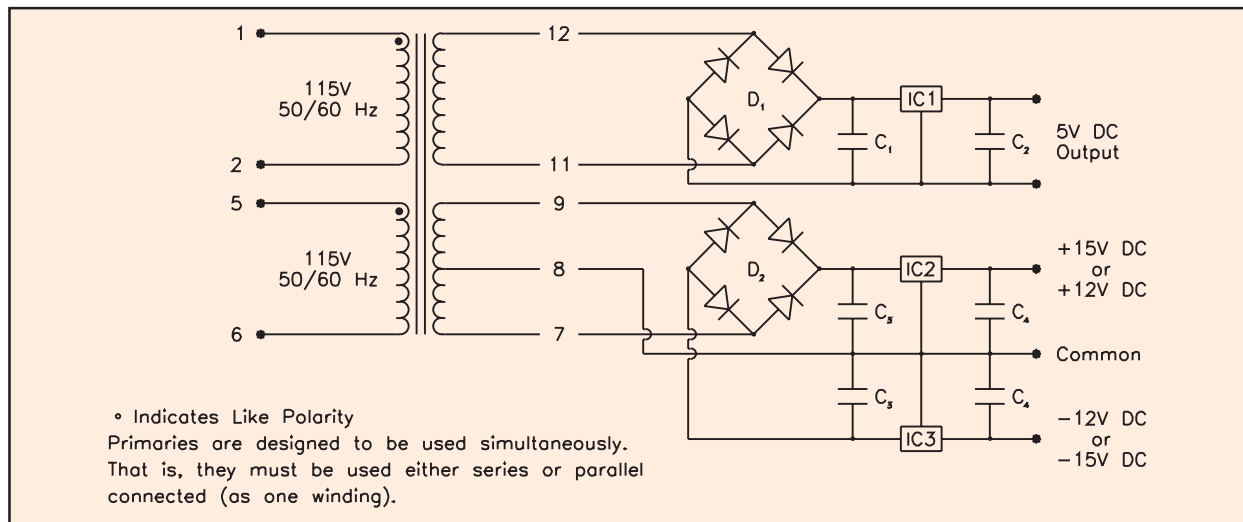 1
12
115V
50/60 Hz
D₁
IC1
C₁
C₂
5V DC
Output
2
11
5
9
115V
50/60 Hz
8
D₂
IC2
+15V DC
or
+12V DC
C₃
C₄
6
7
Common
C₃
C₄
IC3
−12V DC
or
−15V DC
° Indicates Like Polarity
Primaries are designed to be used simultaneously.
That is, they must be used either series or parallel
connected (as one winding).